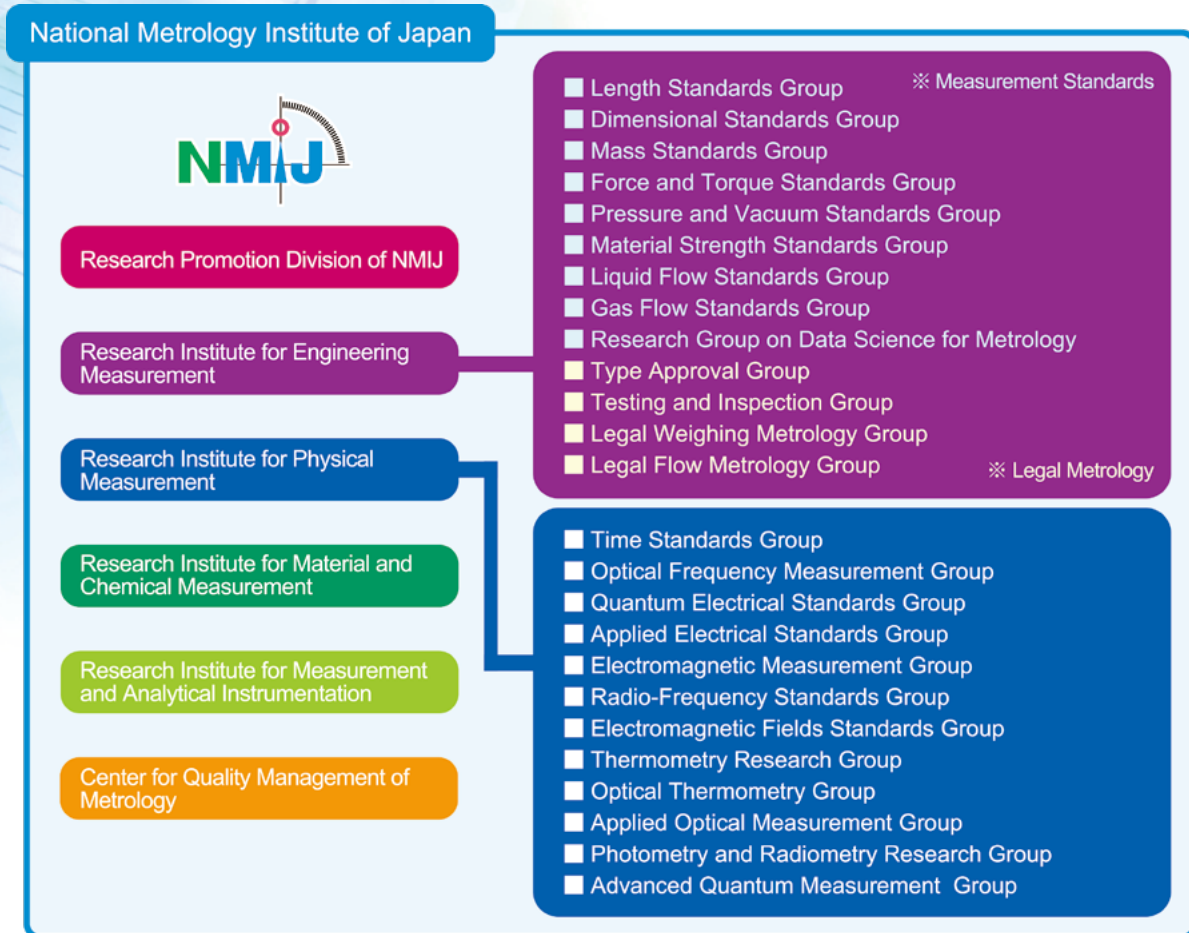 National Metrology Institute of Japan
NMIJ
Research Promotion Division of NMIJ
Research Institute for Engineering
Measurement
Research Institute for Physical
Measurement
Research Institute for Material and
Chemical Measurement
Research Institute for Measurement
and Analytical Instrumentation
Center for Quality Management of
Metrology
※ Measurement Standards
Length Standards Group
Dimensional Standards Group
Mass Standards Group
Force and Torque Standards Group
Pressure and Vacuum Standards Group
Material Strength Standards Group
Liquid Flow Standards Group
Gas Flow Standards Group
Research Group on Data Science for Metrology
Type Approval Group
Testing and Inspection Group
Legal Weighing Metrology Group
Legal Flow Metrology Group
※ Legal Metrology
Time Standards Group
Optical Frequency Measurement Group
Quantum Electrical Standards Group
Applied Electrical Standards Group
Electromagnetic Measurement Group
Radio-Frequency Standards Group
Electromagnetic Fields Standards Group
Thermometry Research Group
Optical Thermometry Group
Applied Optical Measurement Group
Photometry and Radiometry Research Group
Advanced Quantum Measurement Group